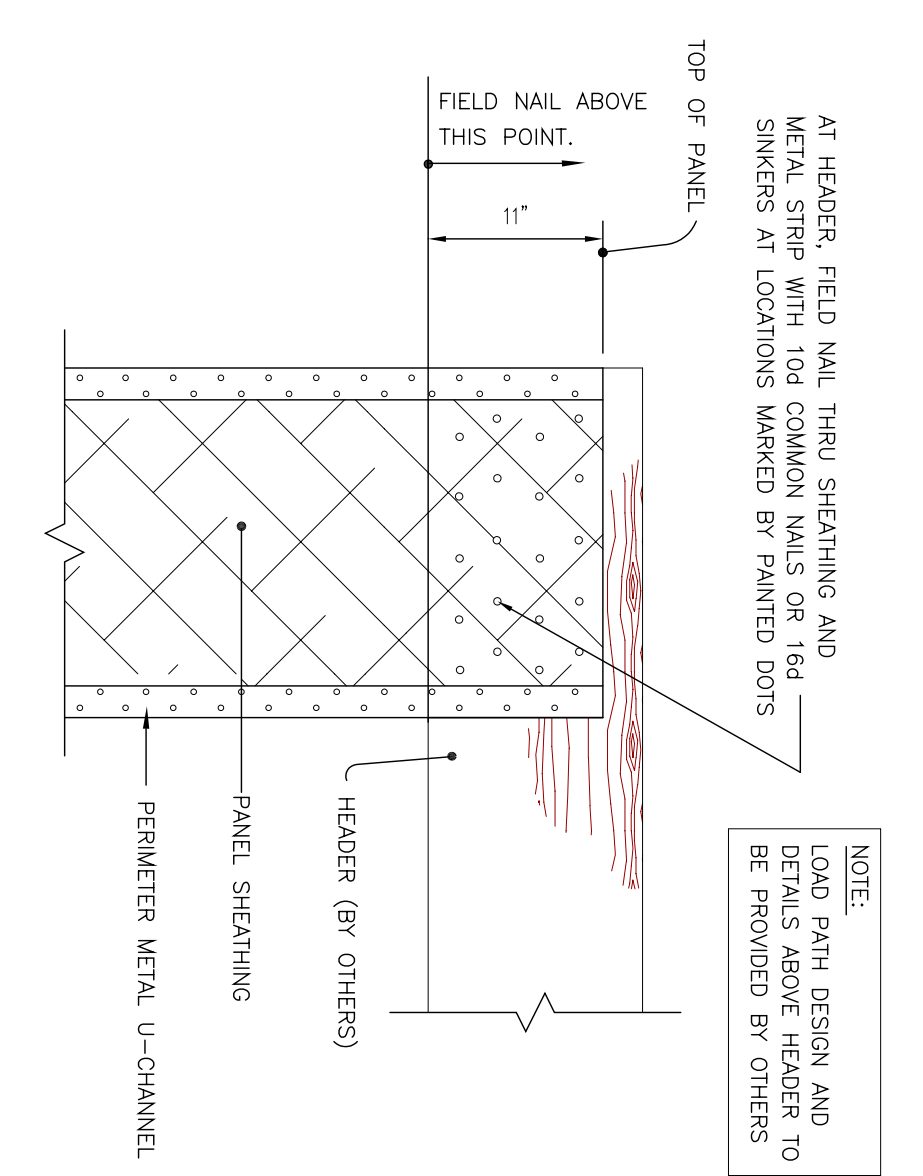 AT HEADER, FIELD NAIL THRU SHEATHING AND
METAL STRIP WITH 10d COMMON NAILS OR 16d
SINKERS AT LOCATIONS MARKED BY PAINTED DOTS
TOP OF PANEL
FIELD NAIL ABOVE
THIS POINT.
11"
NOTE:
LOAD PATH DESIGN AND
DETAILS ABOVE HEADER TO
BE PROVIDED BY OTHERS
HEADER (BY OTHERS)
PANEL SHEATHING
PERIMETER METAL U-CHANNEL